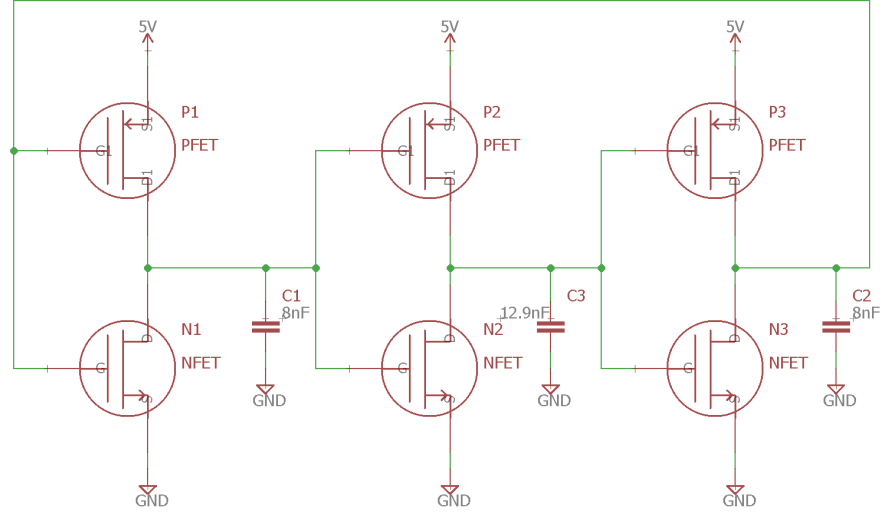 5V
5V
5V
P1
PFET
G1
S1
D1
P2
PFET
G1
S1
D1
P3
PFET
G1
S1
D1
C1
8nF
12.9nF
C3
C2
8nF
N1
NFET
G
D
S
N2
NFET
G
D
S
N3
NFET
G
D
S
GND
GND
GND
GND
GND
GND